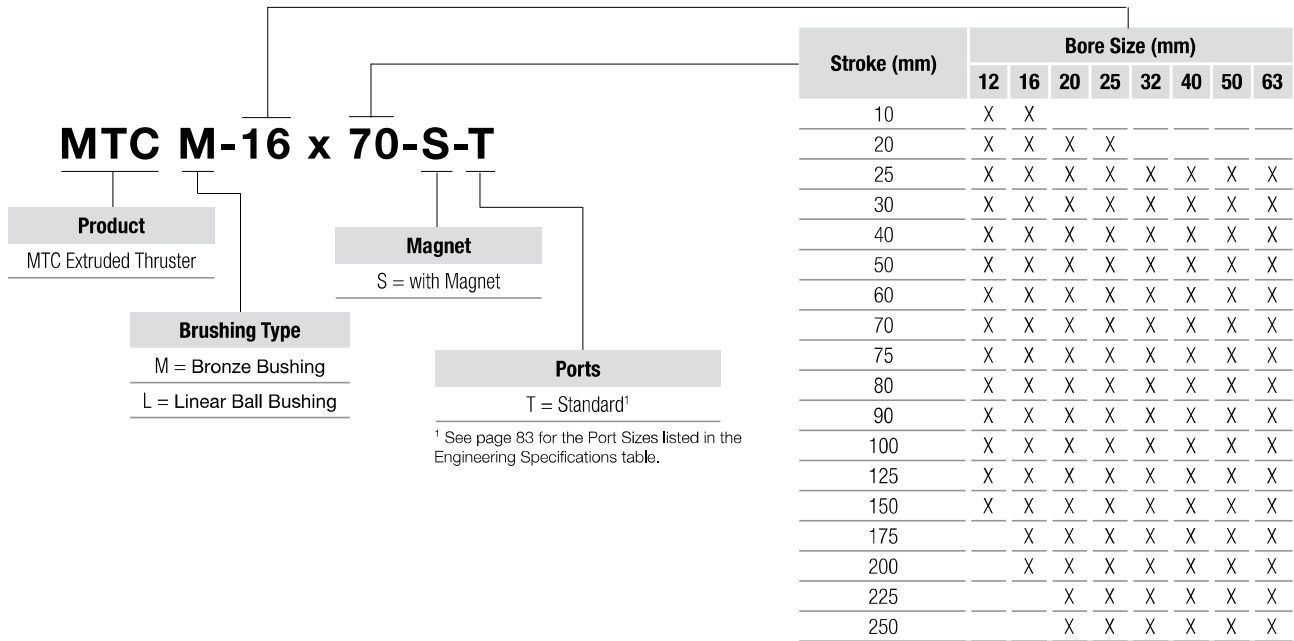 MTC M-16 x 70-S-T
Product
MTC Extruded Thruster
Brushing Type
M = Bronze Bushing
L = Linear Ball Bushing
Magnet
S = with Magnet
Ports
T = Standard¹
¹ See page 83 for the Port Sizes listed in the
Engineering Specifications table.
Stroke (mm) Bore Size (mm)
12 16 20 25 32 40 50 63
10 X X
20 X X X X
25 X X X X X X X X
30 X X X X X X X X
40 X X X X X X X X
50 X X X X X X X X
60 X X X X X X X X
70 X X X X X X X X
75 X X X X X X X X
80 X X X X X X X X
90 X X X X X X X X
100 X X X X X X X X
125 X X X X X X X X
150 X X X X X X X X
175 X X X X X X X
200 X X X X X X X
225 X X X X X X
250 X X X X X X